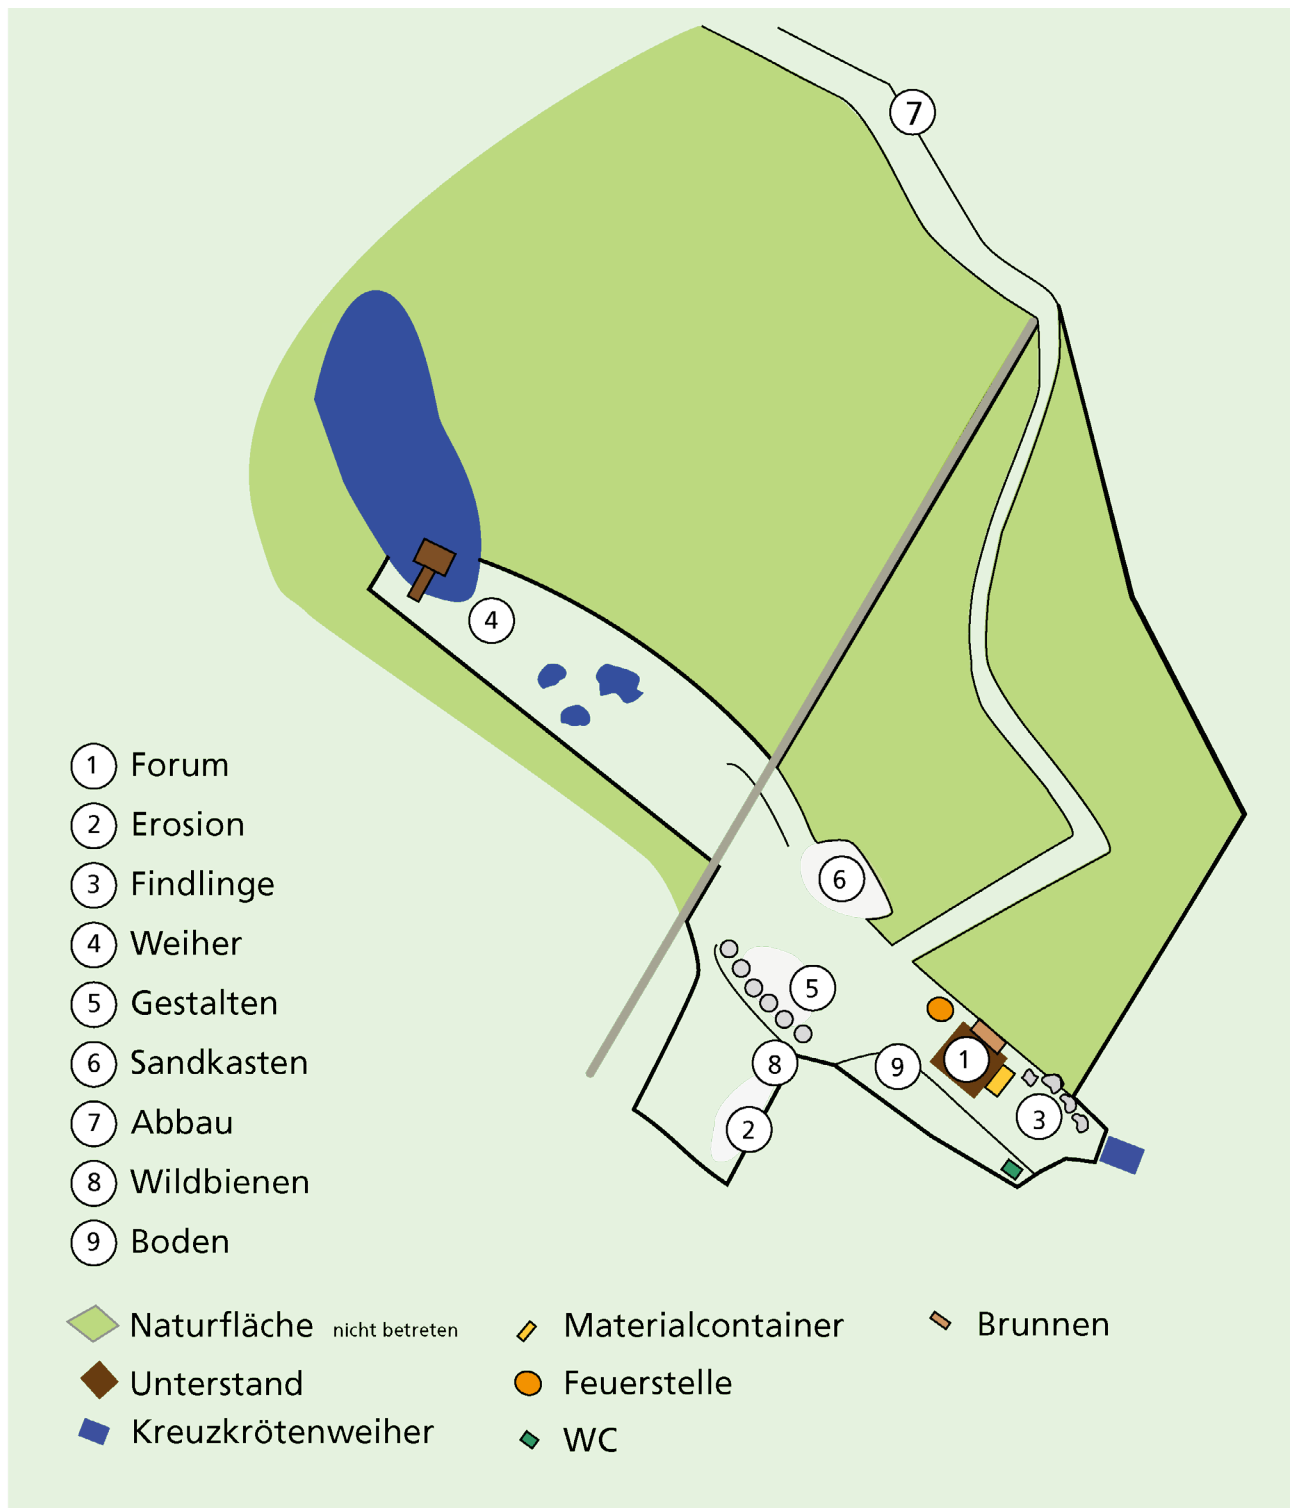 7
4
6
5
8
9
1
3
2
1 Forum
2 Erosion
3 Findlinge
4 Weiher
5 Gestalten
6 Sandkasten
7 Abbau
8 Wildbienen
9 Boden
Naturfläche nicht betreten
Materialcontainer
Brunnen
Unterstand
Feuerstelle
Kreuzkrötenweiher
WC